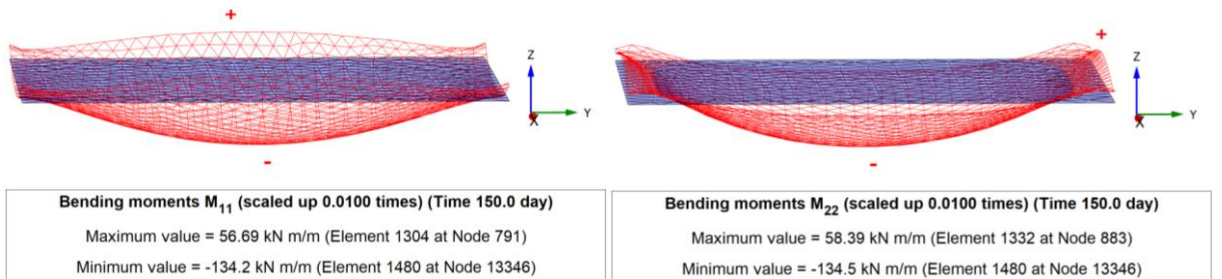 +
Z
Y
X
-
Bending moments M11 (scaled up 0.0100 times) (Time 150.0 day)
Maximum value = 56.69 kN m/m (Element 1304 at Node 791)
Minimum value = -134.2 kN m/m (Element 1480 at Node 13346)
+
Z
Y
X
-
Bending moments M22 (scaled up 0.0100 times) (Time 150.0 day)
Maximum value = 58.39 kN m/m (Element 1332 at Node 883)
Minimum value = -134.5 kN m/m (Element 1480 at Node 13346)